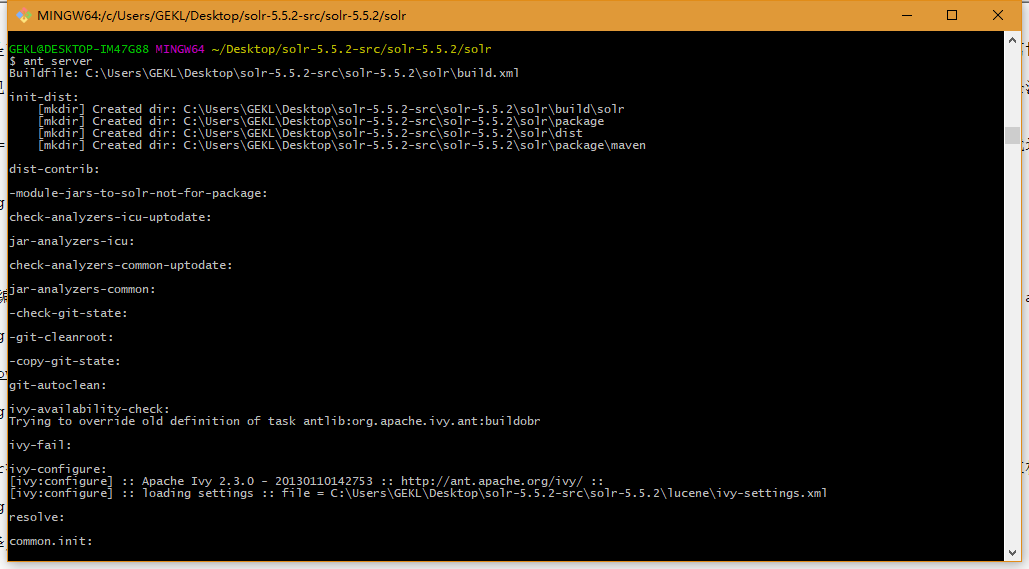 MINGW64:/c/Users/GEKL/Desktop/solr-5.5.2-src/solr-5.5.2/solr
GEKL@DESKTOP-IM47G88 MINGW64 ~/Desktop/solr-5.5.2-src/solr-5.5.2/solr
$ ant server
Buildfile: C:\Users\GEKL\Desktop\solr-5.5.2-src\solr-5.5.2\solr\build.xml
init-dist:
[mkdir] Created dir: C:\Users\GEKL\Desktop\solr-5.5.2-src\solr-5.5.2\solr\build\solr
[mkdir] Created dir: C:\Users\GEKL\Desktop\solr-5.5.2-src\solr-5.5.2\solr\package
[mkdir] Created dir: C:\Users\GEKL\Desktop\solr-5.5.2-src\solr-5.5.2\solr\dist
[mkdir] Created dir: C:\Users\GEKL\Desktop\solr-5.5.2-src\solr-5.5.2\solr\package\maven
dist-contrib:
-module-jars-to-solr-not-for-package:
check-analyzers-icu-uptodate:
jar-analyzers-icu:
check-analyzers-common-uptodate:
jar-analyzers-common:
-check-git-state:
-git-cleanroot:
-copy-git-state:
git-autoclean:
ivy-availability-check:
Trying to override old definition of task antlib:org.apache.ivy.ant:buildobr
ivy-fail:
ivy-configure:
[ivy:configure] :: Apache Ivy 2.3.0 - 20130110142753 :: http://ant.apache.org/ivy/ ::
[ivy:configure] :: loading settings :: file = C:\Users\GEKL\Desktop\solr-5.5.2-src\solr-5.5.2\lucene\ivy-settings.xml
resolve:
common.init: